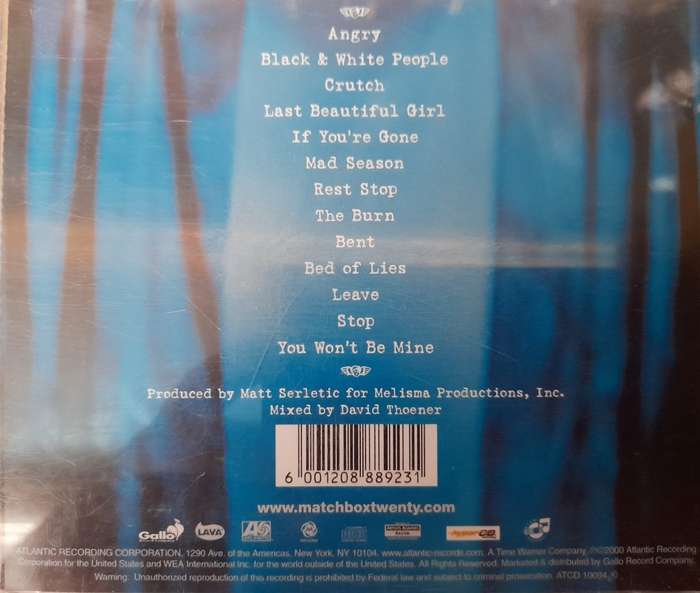 Angry
Black & White People
Crutch
Last Beautiful Girl
If You're Gone
Mad Season
Rest Stop
The Burn
Bent
Bed of Lies
Leave
Stop
You Won't Be Mine
Produced by Matt Serletic for Melisma Productions, Inc.
Mixed by David Thoener
6 001208 889231
www.matchboxtwenty.com
Gallo LAVA
ATLANTIC RECORDING CORPORATION, 1290 Ave. of the Americas, New York, NY 10104. www.atlantic-records.com. A Time Warner Company. ℗©2000 Atlantic Recording
Corporation for the United States and WEA International Inc. for the world outside of the United States. Marketed & distributed by Gallo Record Company.
Warning: Unauthorized reproduction of this recording is prohibited by Federal law and subject to criminal prosecution. ATCD 10094